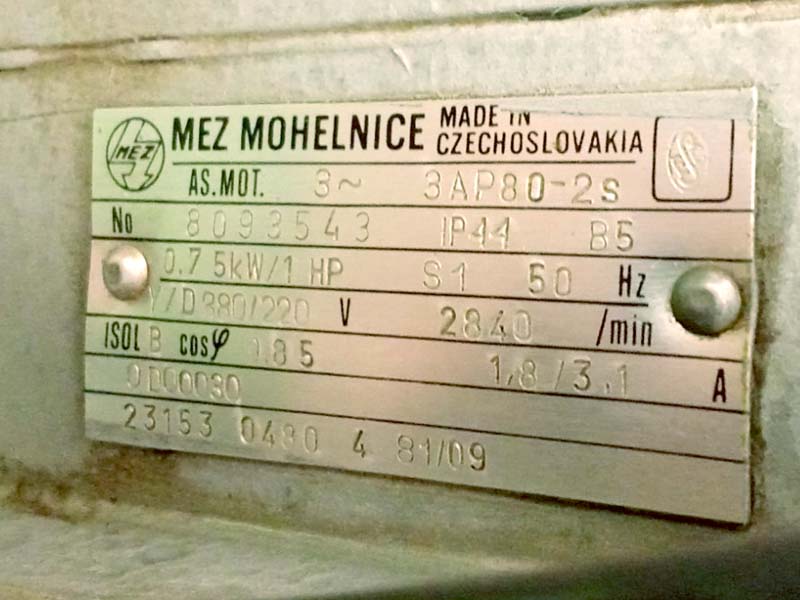 MEZ MEZ MOHELNICE MADE IN
CZECHOSLOVAKIA
AS.MOT. 3~ 3AP80-2s
No 8093543 IP44 B5
0.75kW/1 HP S1 50 Hz
Y/D380/220 V 2840 /min
ISOL B cosφ 0.85 1,8/3,1 A
0D00030
23153 0480 4 81/09